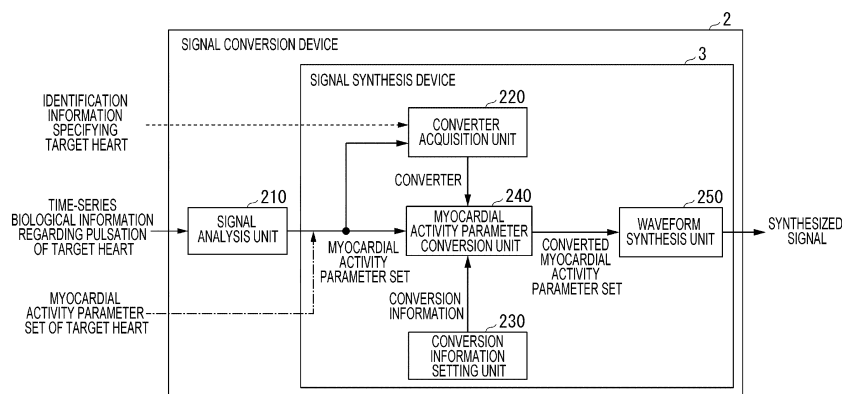 2
SIGNAL CONVERSION DEVICE
3
SIGNAL SYNTHESIS DEVICE
IDENTIFICATION
INFORMATION
SPECIFYING
TARGET HEART
220
CONVERTER
ACQUISITION UNIT
CONVERTER
TIME-SERIES
BIOLOGICAL INFORMATION
REGARDING PULSATION
OF TARGET HEART
210
SIGNAL
ANALYSIS UNIT
MYOCARDIAL
ACTIVITY
PARAMETER SET
240
MYOCARDIAL
ACTIVITY PARAMETER
CONVERSION UNIT
CONVERTED
MYOCARDIAL
ACTIVITY
PARAMETER SET
250
WAVEFORM
SYNTHESIS UNIT
SYNTHESIZED
SIGNAL
MYOCARDIAL
ACTIVITY PARAMETER
SET OF TARGET HEART
CONVERSION
INFORMATION
230
CONVERSION
INFORMATION
SETTING UNIT